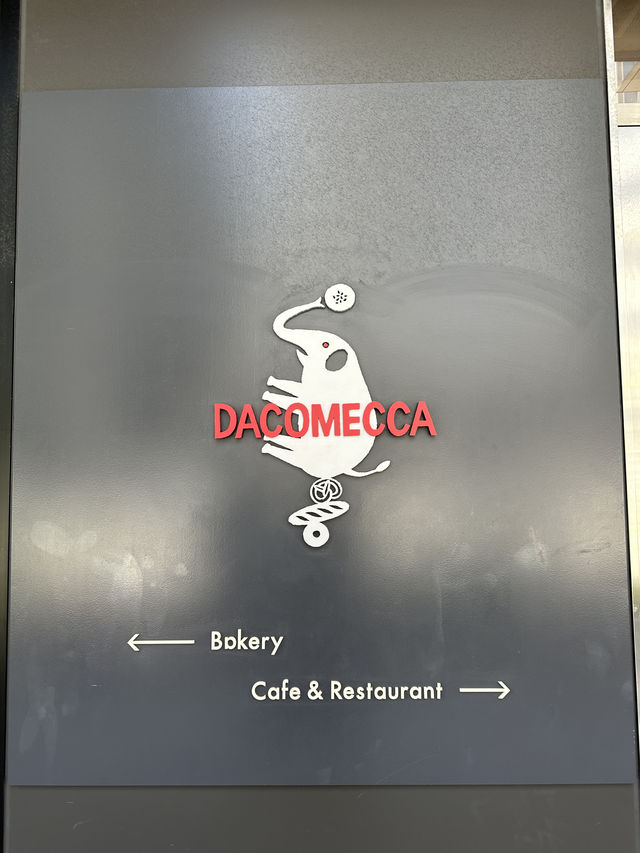 DACOMECCA
← Bakery
Cafe & Restaurant →